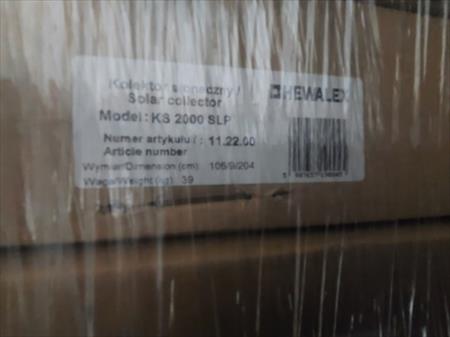 Kolektor słoneczny /
Solar collector
HEWALEX
Model: KS 2000 SLP
Numer artykułu / : 11.22.00
Article number
Wymiar/Dimension (cm): 106/9/204
Waga/Weight (kg): 39